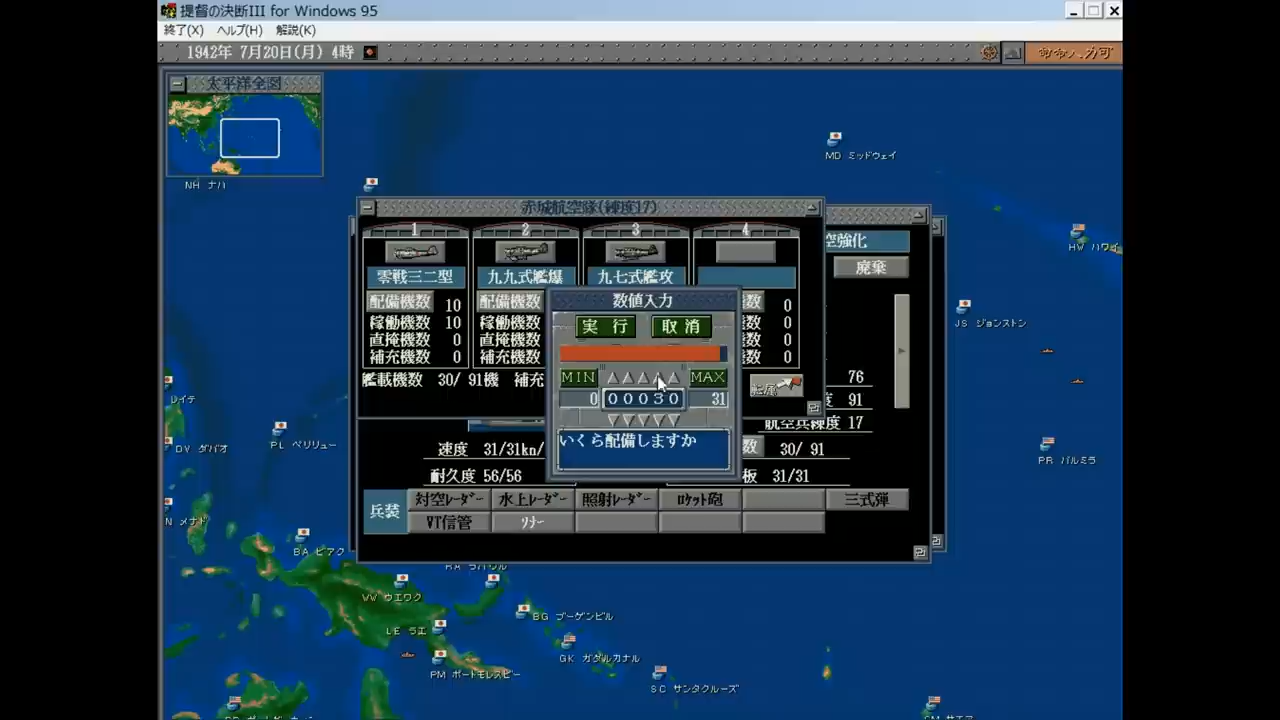 提督の決断III for Windows 95
終了(X) ヘルプ(H) 解説(K)
1942年 7月20日(月) 4時
太平洋全図
NH ナハ
MD ミッドウェイ
HW ハワイ
JS ジョンストン
PR パルミラ
レイテ
DV ダバオ
PL ペリリュー
N メナド
BA ビアク
RA ラバウル
WW ウエワク
LE ラエ
BG ブーゲンビル
GK ガダルカナル
PM ポートモレスビー
SC サンタクルーズ
赤城航空隊(練度17)
1 2 3 4
零戦三二型 九九式艦爆 九七式艦攻
配備機数 10 配備機数 0
稼働機数 10 稼働機数 0
直掩機数 0 直掩機数 0
補充機数 0 補充機数 0
艦載機数 30/ 91機 補充
空強化
廃棄
数値入力
実行 取消
MIN MAX
0 00030 31
いくら配備しますか
76
度 91
航空兵練度 17
速度 31/31kn/
数 30/ 91
耐久度 56/56
板 31/31
兵装 対空レーダー 水上レーダー 照射レーダー ロケット砲 三式弾
VT信管 ソナー